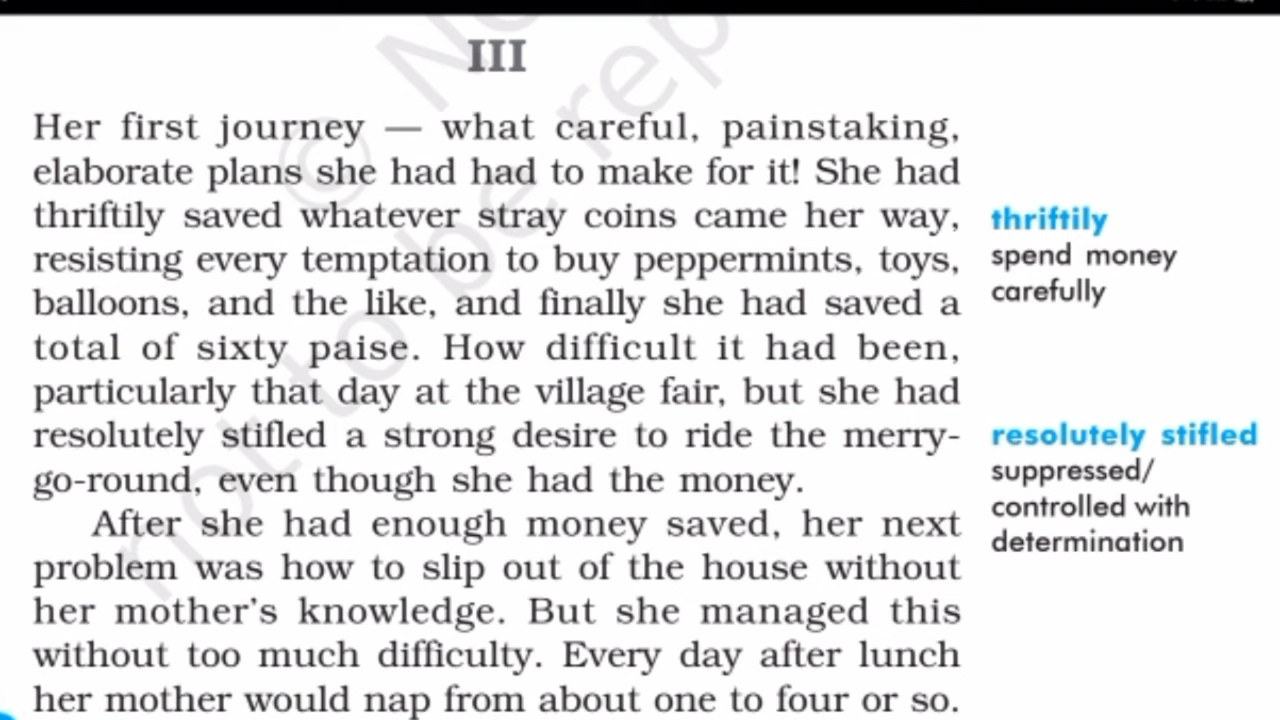 III
Her first journey — what careful, painstaking,
elaborate plans she had had to make for it! She had
thriftily saved whatever stray coins came her way,
resisting every temptation to buy peppermints, toys,
balloons, and the like, and finally she had saved a
total of sixty paise. How difficult it had been,
particularly that day at the village fair, but she had
resolutely stifled a strong desire to ride the merry-
go-round, even though she had the money.
After she had enough money saved, her next
problem was how to slip out of the house without
her mother's knowledge. But she managed this
without too much difficulty. Every day after lunch
her mother would nap from about one to four or so.
thriftily
spend money
carefully
resolutely stifled
suppressed/
controlled with
determination
not to be rep